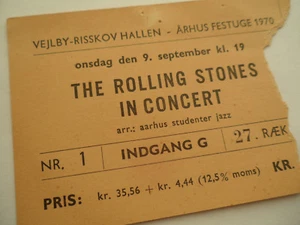 VEJLBY-RISSKOV HALLEN - ÅRHUS FESTUGE 1970
onsdag den 9. september kl. 19
THE ROLLING STONES
IN CONCERT
arr.: aarhus studenter jazz
NR. 1 INDGANG G 27. RÆK
PRIS: kr. 35,56 + kr. 4,44 (12,5% moms) KR.